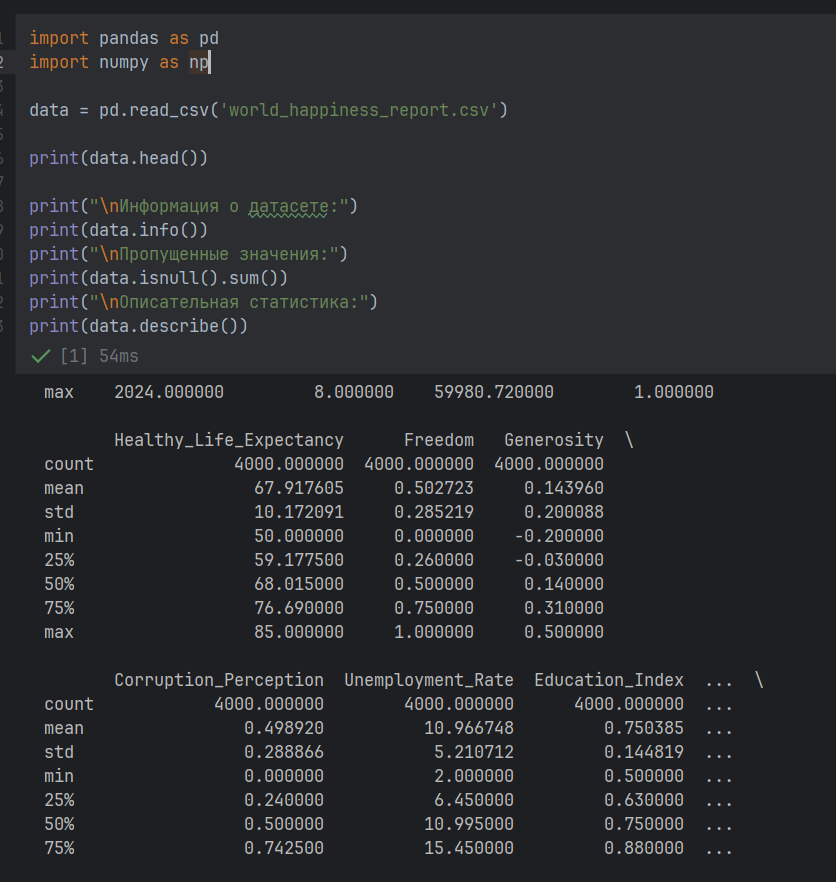 import pandas as pd
import numpy as np
data = pd.read_csv('world_happiness_report.csv')
print(data.head())
print("\nИнформация о датасете:")
print(data.info())
print("\nПропущенные значения:")
print(data.isnull().sum())
print("\nОписательная статистика:")
print(data.describe())
[1] 54ms
max 2024.000000 8.000000 59980.720000 1.000000
Healthy_Life_Expectancy Freedom Generosity \
count 4000.000000 4000.000000 4000.000000
mean 67.917605 0.502723 0.143960
std 10.172091 0.285219 0.200088
min 50.000000 0.000000 -0.200000
25% 59.177500 0.260000 -0.030000
50% 68.015000 0.500000 0.140000
75% 76.690000 0.750000 0.310000
max 85.000000 1.000000 0.500000
Corruption_Perception Unemployment_Rate Education_Index ... \
count 4000.000000 4000.000000 4000.000000 ...
mean 0.498920 10.966748 0.750385 ...
std 0.288866 5.210712 0.144819 ...
min 0.000000 2.000000 0.500000 ...
25% 0.240000 6.450000 0.630000 ...
50% 0.500000 10.995000 0.750000 ...
75% 0.742500 15.450000 0.880000 ...